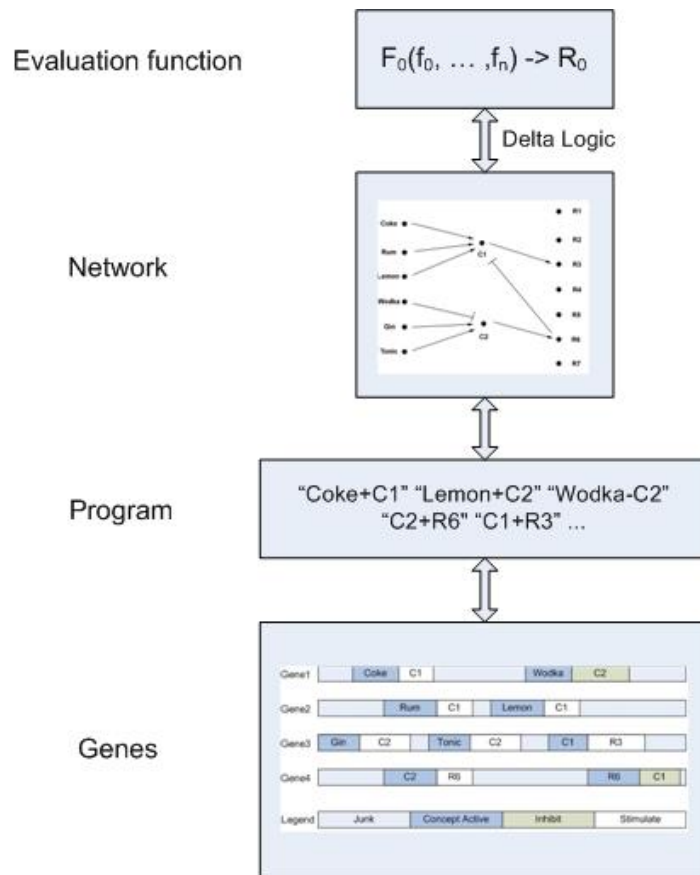 Evaluation function
F₀(f₀, … ,fₙ) -> R₀
Delta Logic
Network
Coke
Rum
Lemon
Wodka
Gin
Tonic
C1
C2
R1
R2
R3
R4
R5
R6
R7
Program
“Coke+C1” “Lemon+C2” “Wodka-C2”
“C2+R6" “C1+R3” ...
Genes
Gene1 Coke C1 Wodka C2
Gene2 Rum C1 Lemon C1
Gene3 Gin C2 Tonic C2 C1 R3
Gene4 C2 R6 R6 C1
Legend Junk Concept Active Inhibit Stimulate